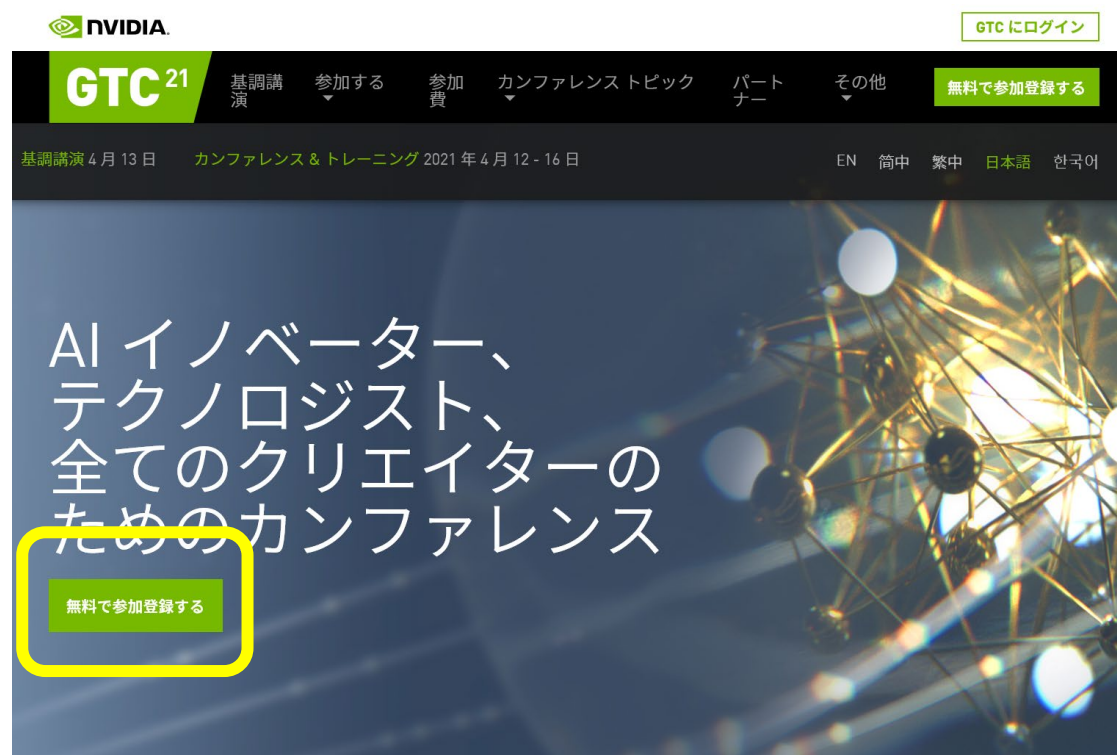 NVIDIA.
GTC にログイン
GTC 21
基調講演
参加する
参加費
カンファレンス トピック
パートナー
その他
無料で参加登録する
基調講演 4 月 13 日 カンファレンス & トレーニング 2021 年 4 月 12 - 16 日
EN 简中 繁中 日本語 한국어
AI イノベーター、
テクノロジスト、
全てのクリエイターの
ためのカンファレンス
無料で参加登録する